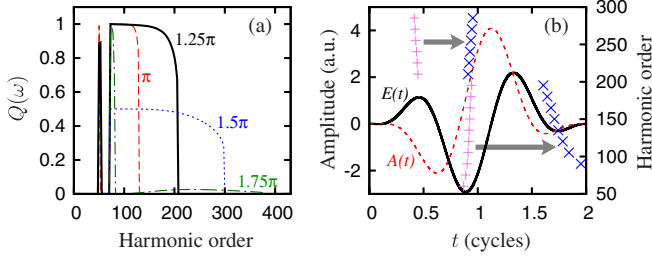 (a)
1.25π
π
1.5π
1.75π
Q(ω)
1
0.8
0.6
0.4
0.2
0
0 100 200 300 400
Harmonic order
(b)
E(t)
A(t)
Amplitude (a.u.)
4
2
0
-2
0 0.5 1 1.5 2
t (cycles)
300
250
200
150
100
50
Harmonic order